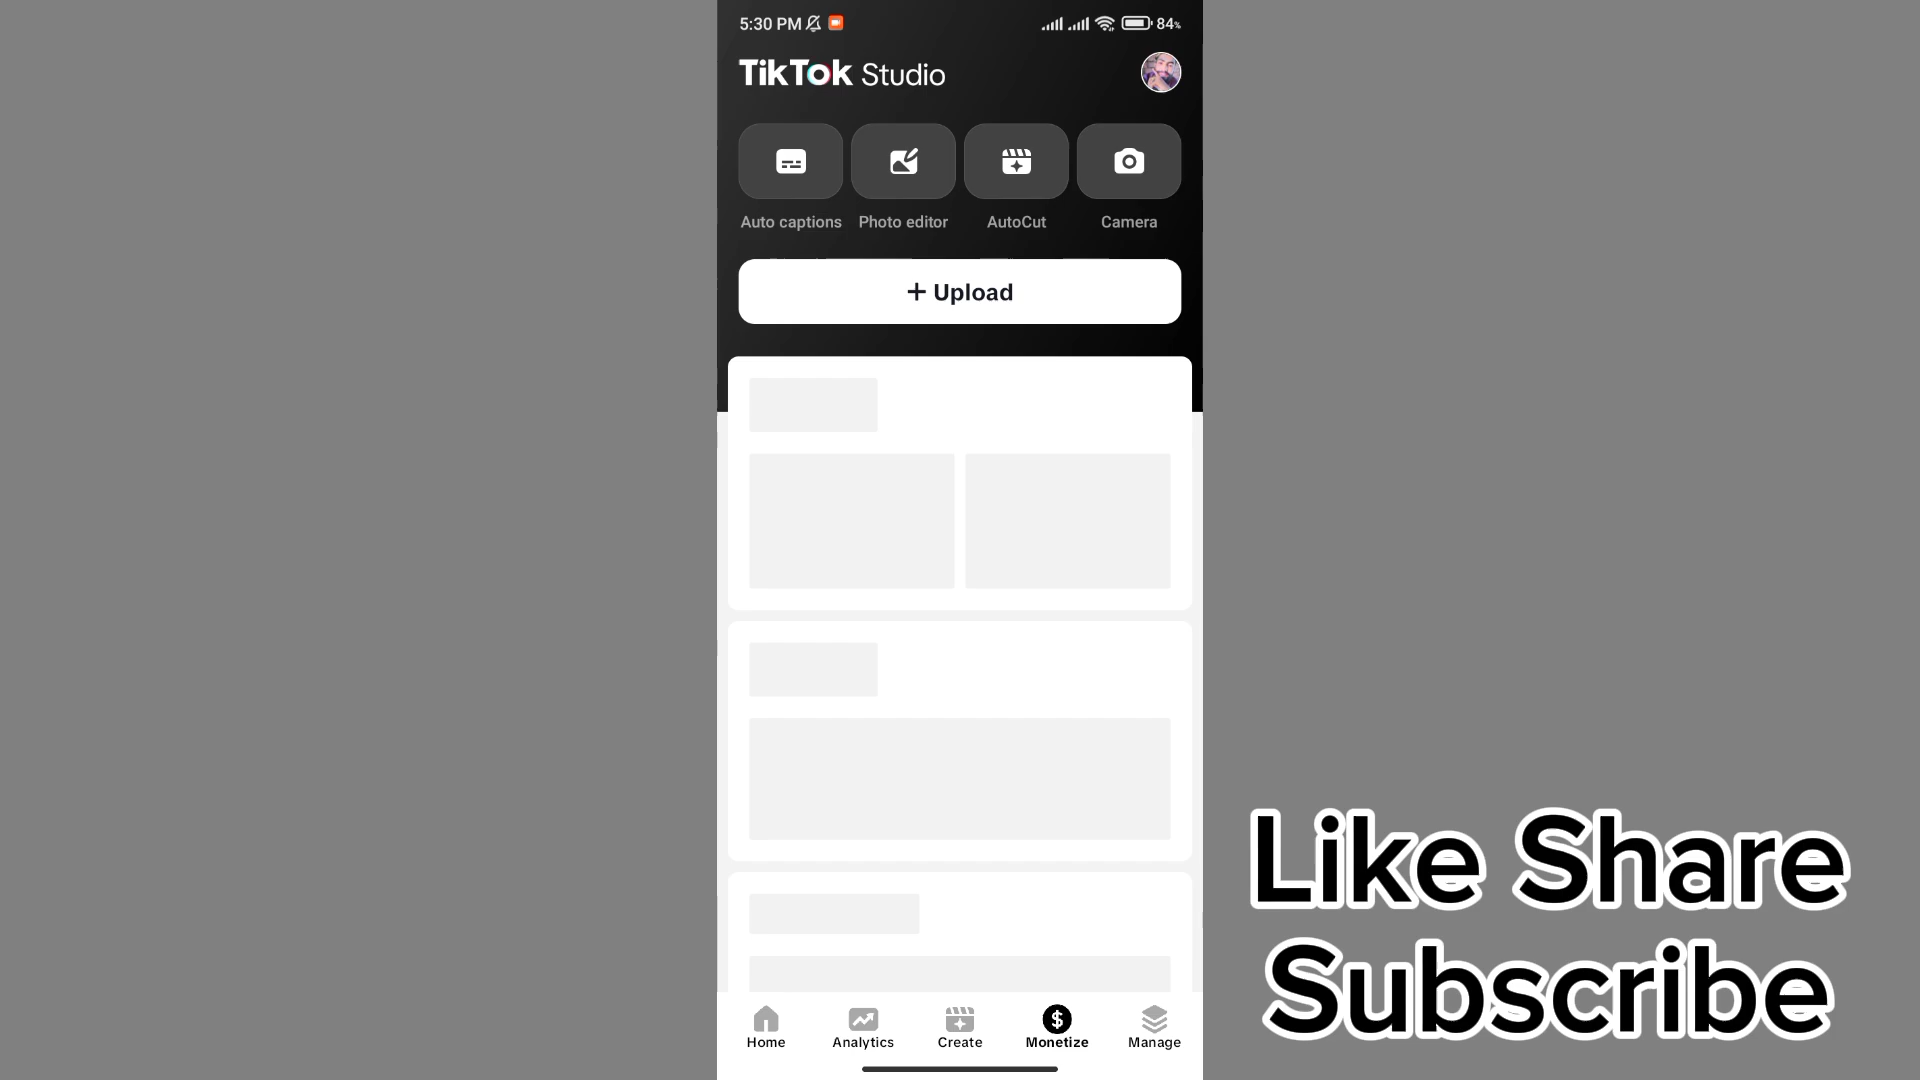 5:30 PM
84%
TikTok Studio
Auto captions
Photo editor
AutoCut
Camera
+ Upload
Home
Analytics
Create
Monetize
Manage
Like Share
Subscribe